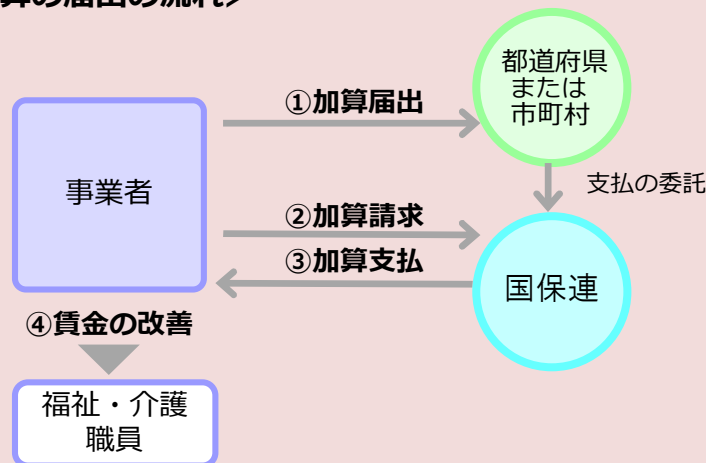 算の届出の流れ>
都道府県
または
市町村
①加算届出
事業者
支払の委託
②加算請求
③加算支払
国保連
④賃金の改善
福祉・介護
職員